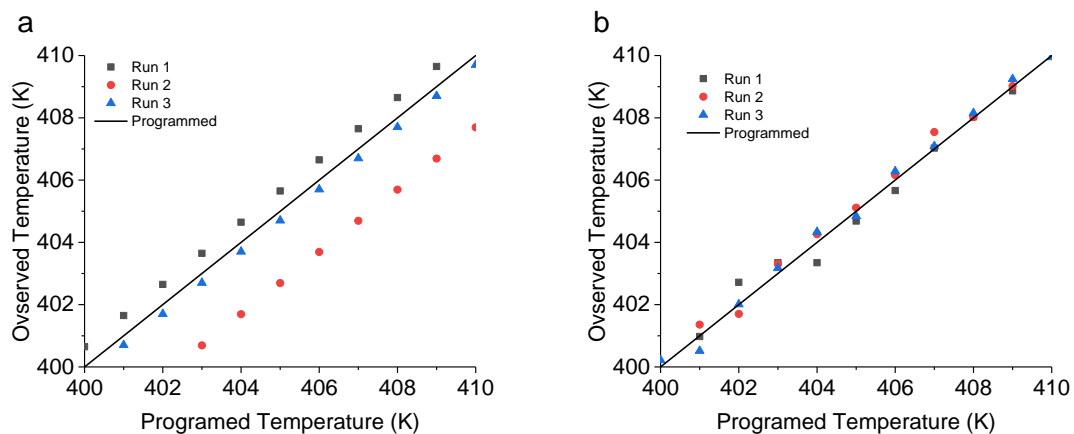 a
Run 1
Run 2
Run 3
Programmed
Ovserved Temperature (K)
410
408
406
404
402
400
400 402 404 406 408 410
Programed Temperature (K)
b
Run 1
Run 2
Run 3
Programmed
Ovserved Temperature (K)
410
408
406
404
402
400
400 402 404 406 408 410
Programed Temperature (K)